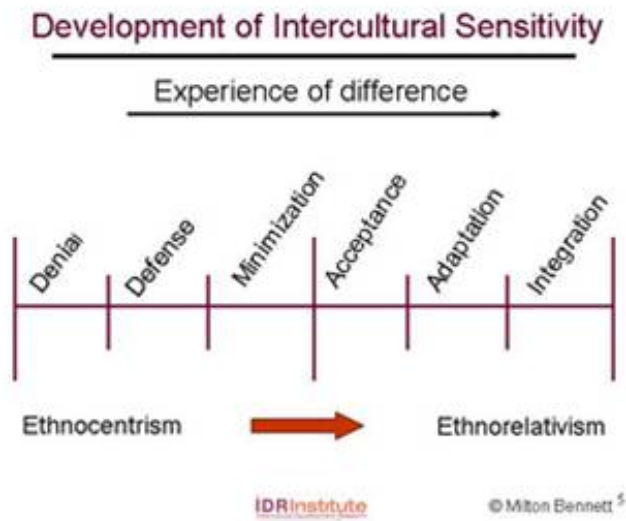 Development of Intercultural Sensitivity
Experience of difference
Denial
Defense
Minimization
Acceptance
Adaptation
Integration
Ethnocentrism
Ethnorelativism
IDRInstitute
© Milton Bennett 5